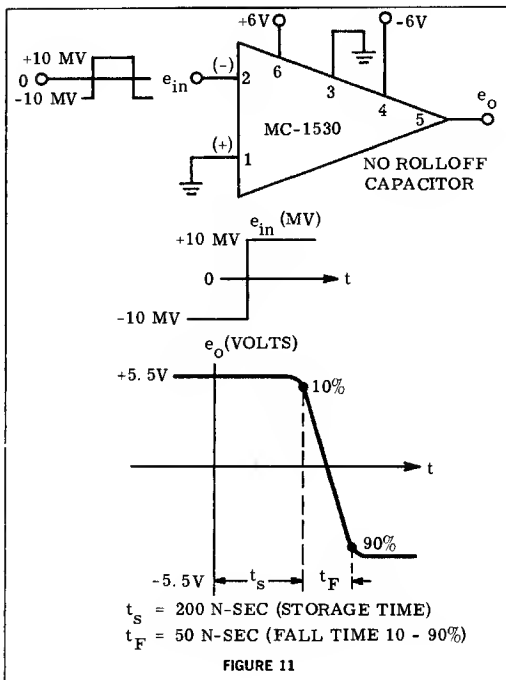 +6V
-6V
+10 MV
0
-10 MV
e_in
(-)
2
6
3
4
5
e_o
MC-1530
(+)
1
NO ROLLOFF
CAPACITOR
e_in (MV)
+10 MV
0
t
-10 MV
e_o (VOLTS)
+5.5V
10%
t
90%
-5.5V
t_s
t_F
t_s = 200 N-SEC (STORAGE TIME)
t_F = 50 N-SEC (FALL TIME 10 - 90%)
FIGURE 11